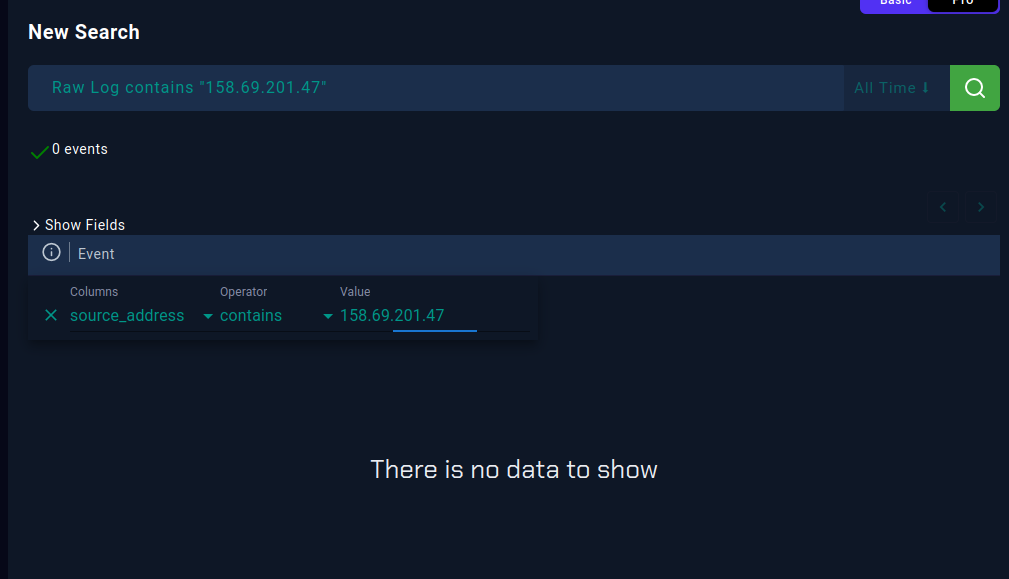 Basic Pro
New Search
Raw Log contains "158.69.201.47"
All Time
0 events
Show Fields
Event
Columns Operator Value
source_address contains 158.69.201.47
There is no data to show